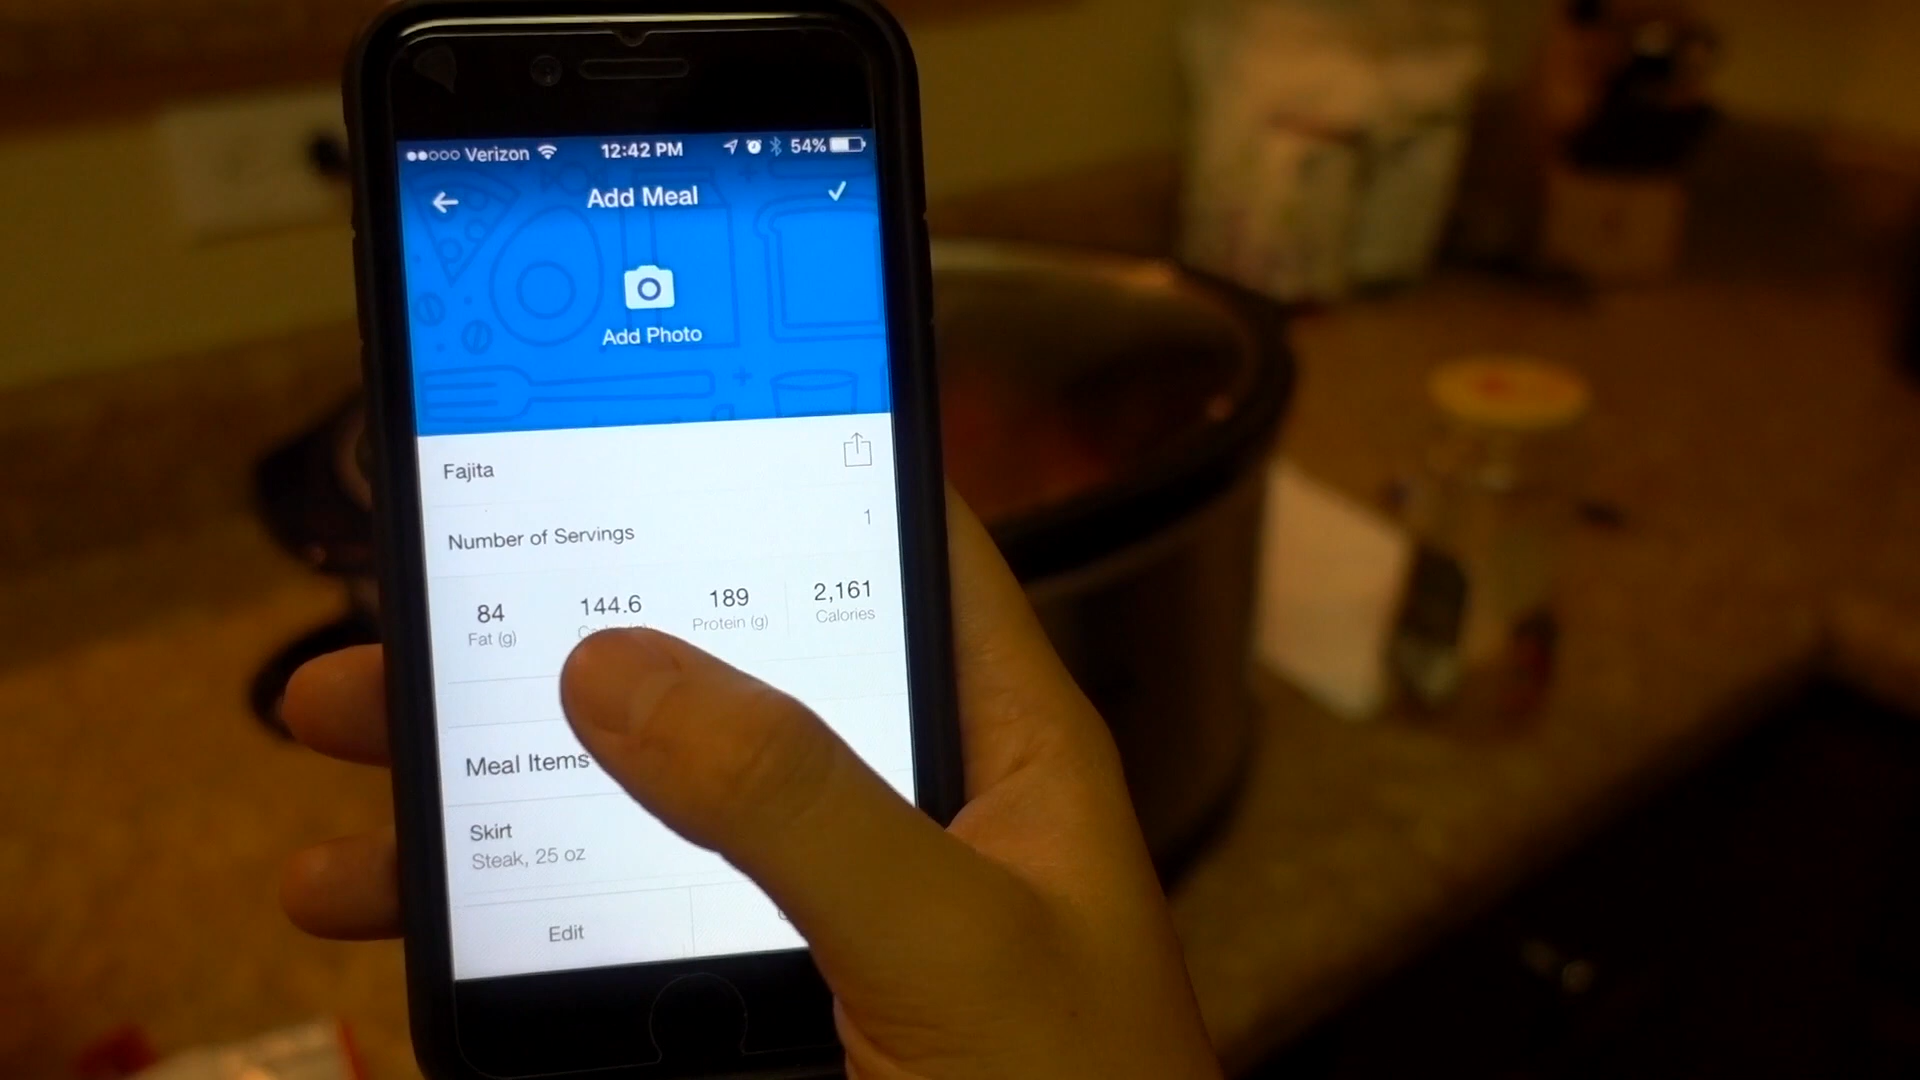 Verizon 12:42 PM 54%
Add Meal
Add Photo
Fajita
Number of Servings 1
84 144.6 189 2,161
Fat (g) Protein (g) Calories
Meal Items
Skirt
Steak, 25 oz
Edit